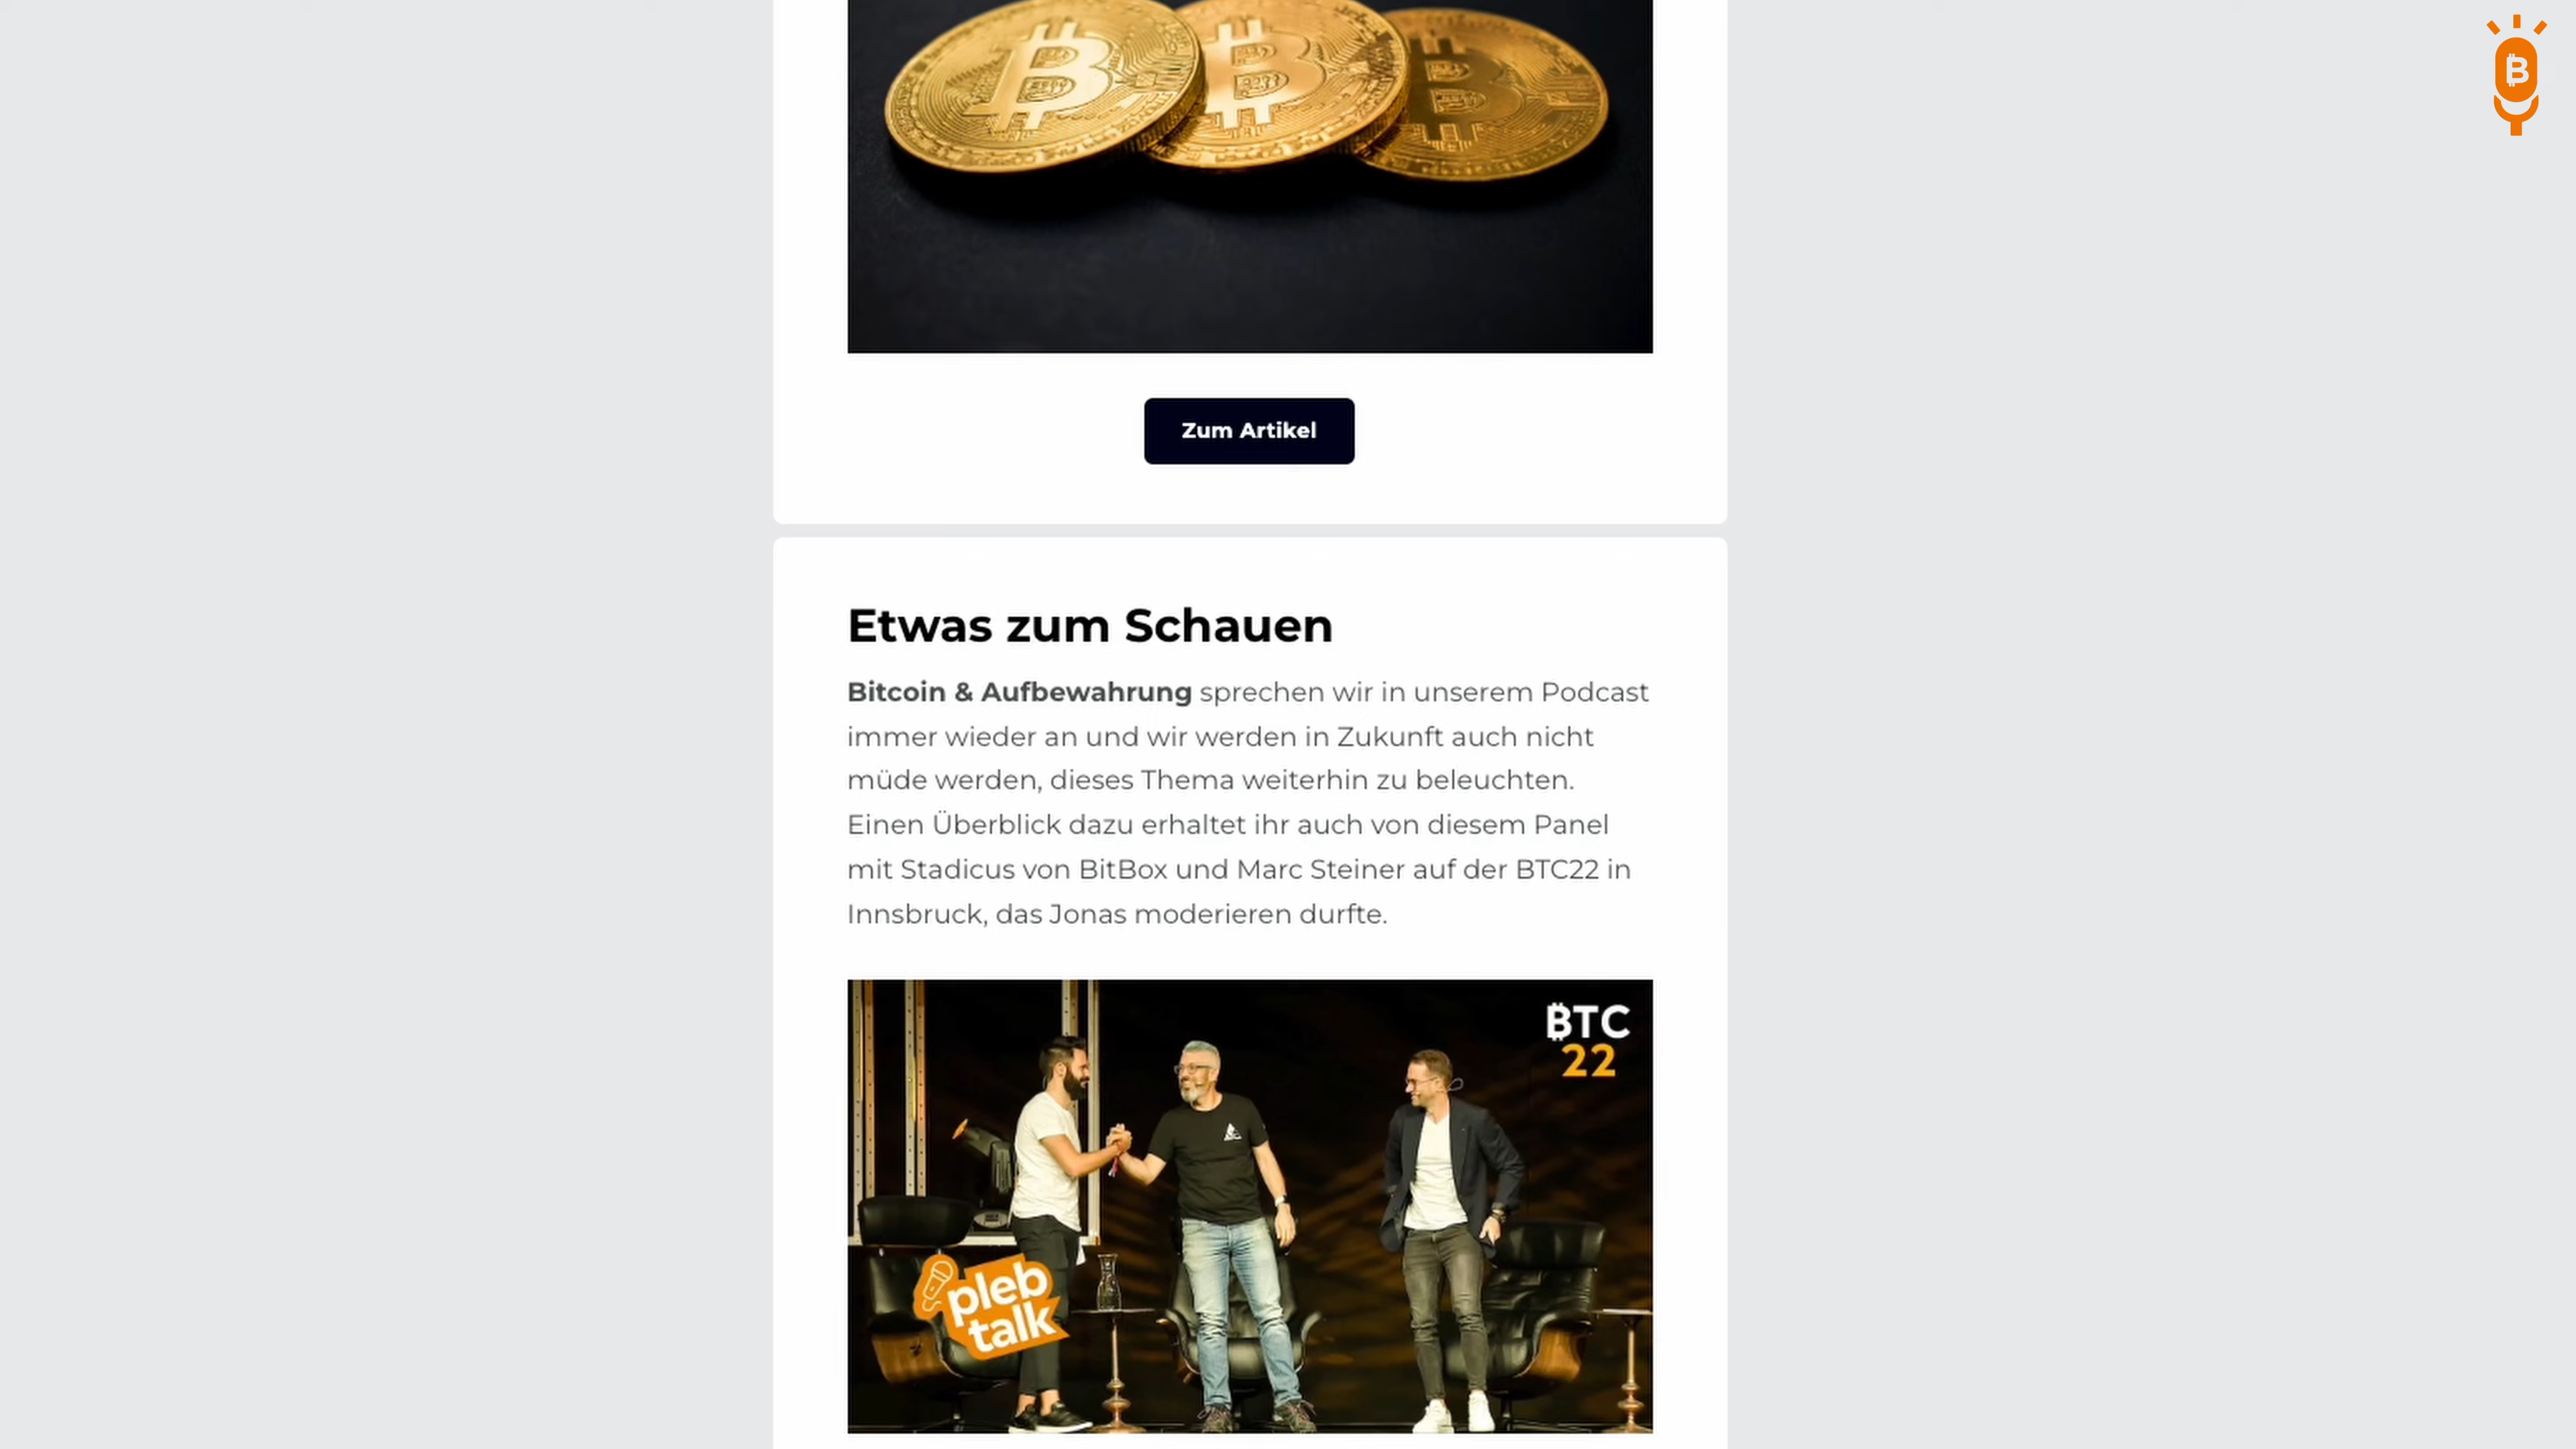 Zum Artikel
Etwas zum Schauen
Bitcoin & Aufbewahrung sprechen wir in unserem Podcast
immer wieder an und wir werden in Zukunft auch nicht
müde werden, dieses Thema weiterhin zu beleuchten.
Einen Überblick dazu erhaltet ihr auch von diesem Panel
mit Stadicus von BitBox und Marc Steiner auf der BTC22 in
Innsbruck, das Jonas moderieren durfte.
₿TC
22
pleb
talk